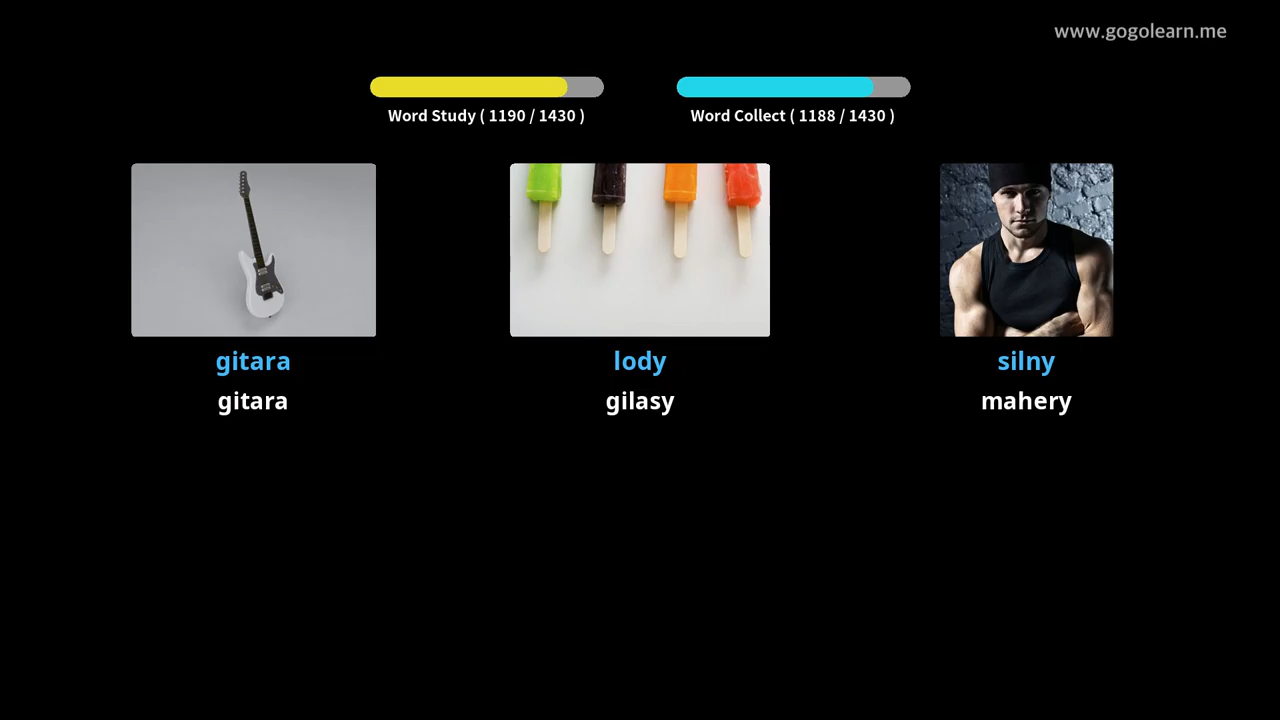 www.gogolearn.me
Word Study ( 1190 / 1430 )
Word Collect ( 1188 / 1430 )
gitara
lody
silny
gitara
gilasy
mahery